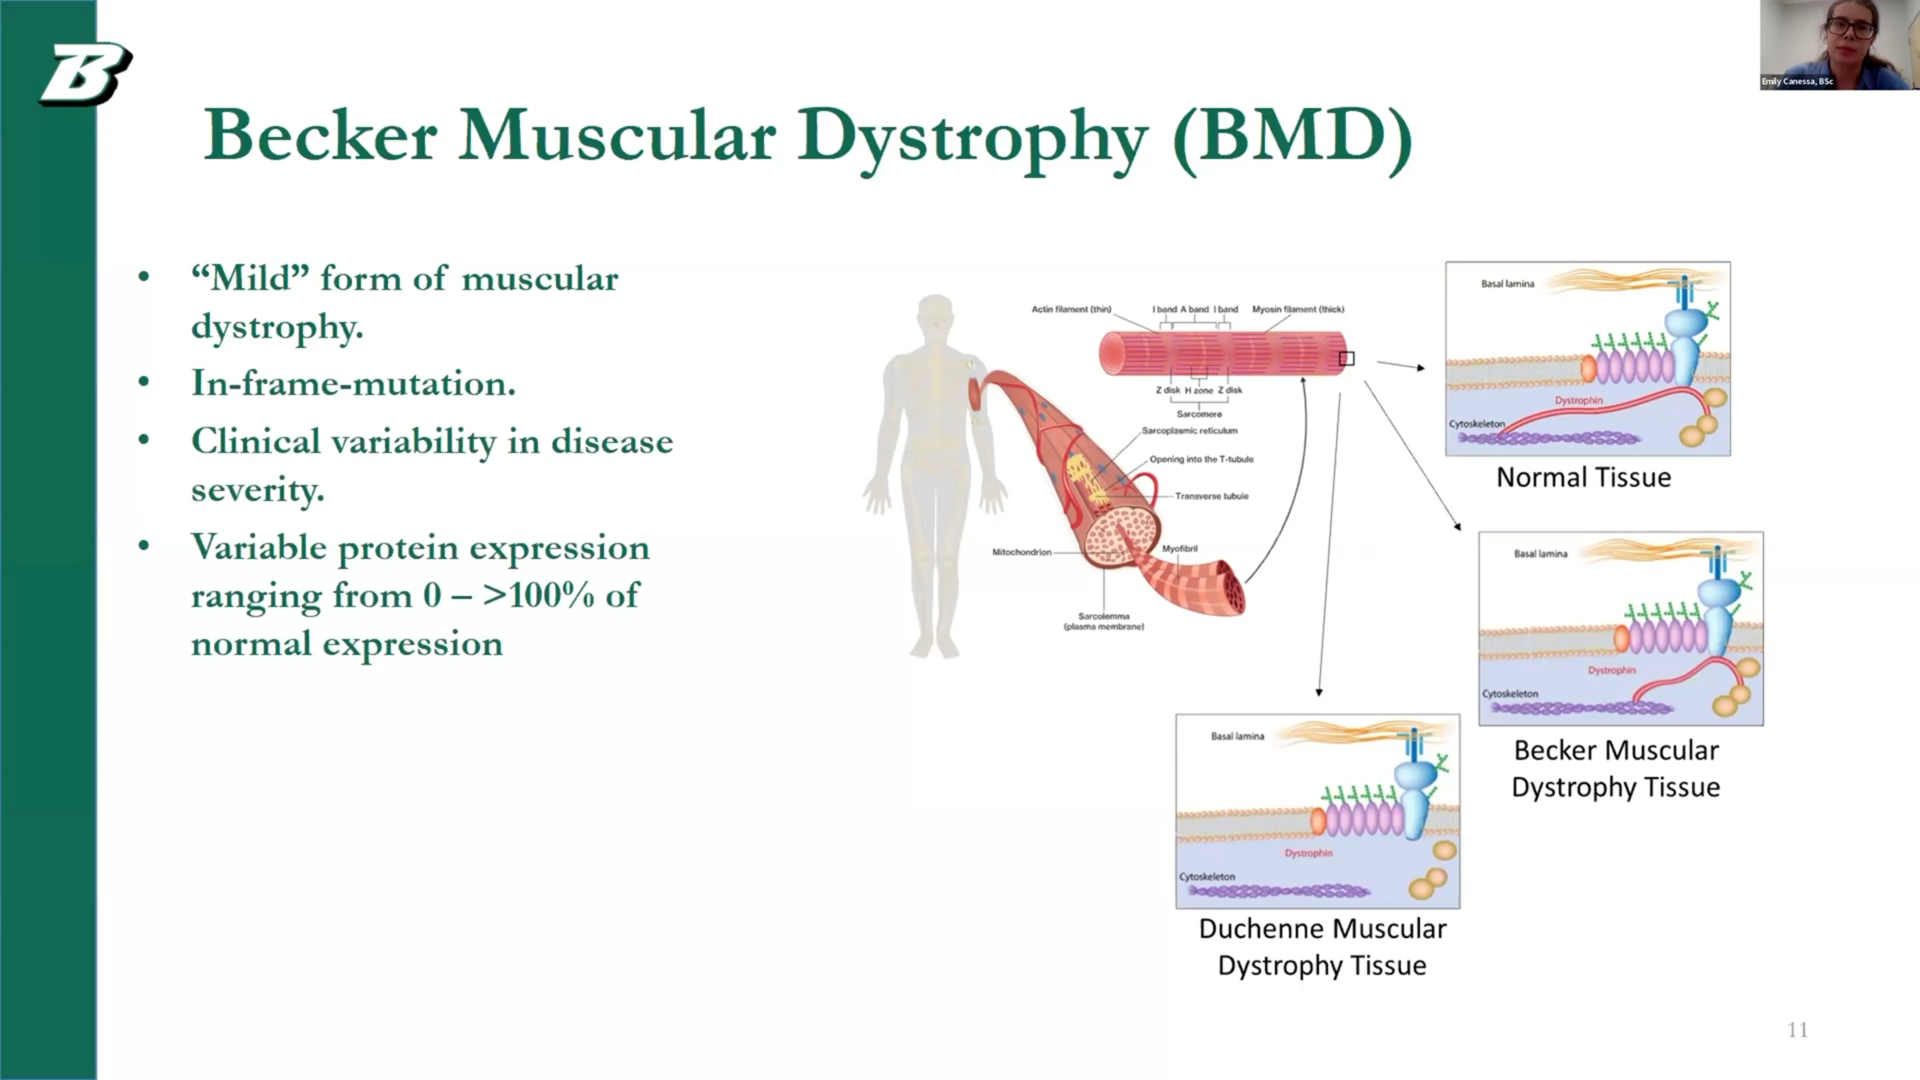 B
Emily Canessa, BSc
Becker Muscular Dystrophy (BMD)
• “Mild” form of muscular
dystrophy.
• In-frame-mutation.
• Clinical variability in disease
severity.
• Variable protein expression
ranging from 0 – >100% of
normal expression
Actin filament (thin)
I band A band I band
Myosin filament (thick)
Z disk H zone Z disk
Sarcomere
Sarcoplasmic reticulum
Opening into the T-tubule
Transverse tubule
Mitochondrion
Myofibril
Sarcolemma
(plasma membrane)
Basal lamina
Dystrophin
Cytoskeleton
Normal Tissue
Basal lamina
Dystrophin
Cytoskeleton
Becker Muscular
Dystrophy Tissue
Basal lamina
Dystrophin
Cytoskeleton
Duchenne Muscular
Dystrophy Tissue
11